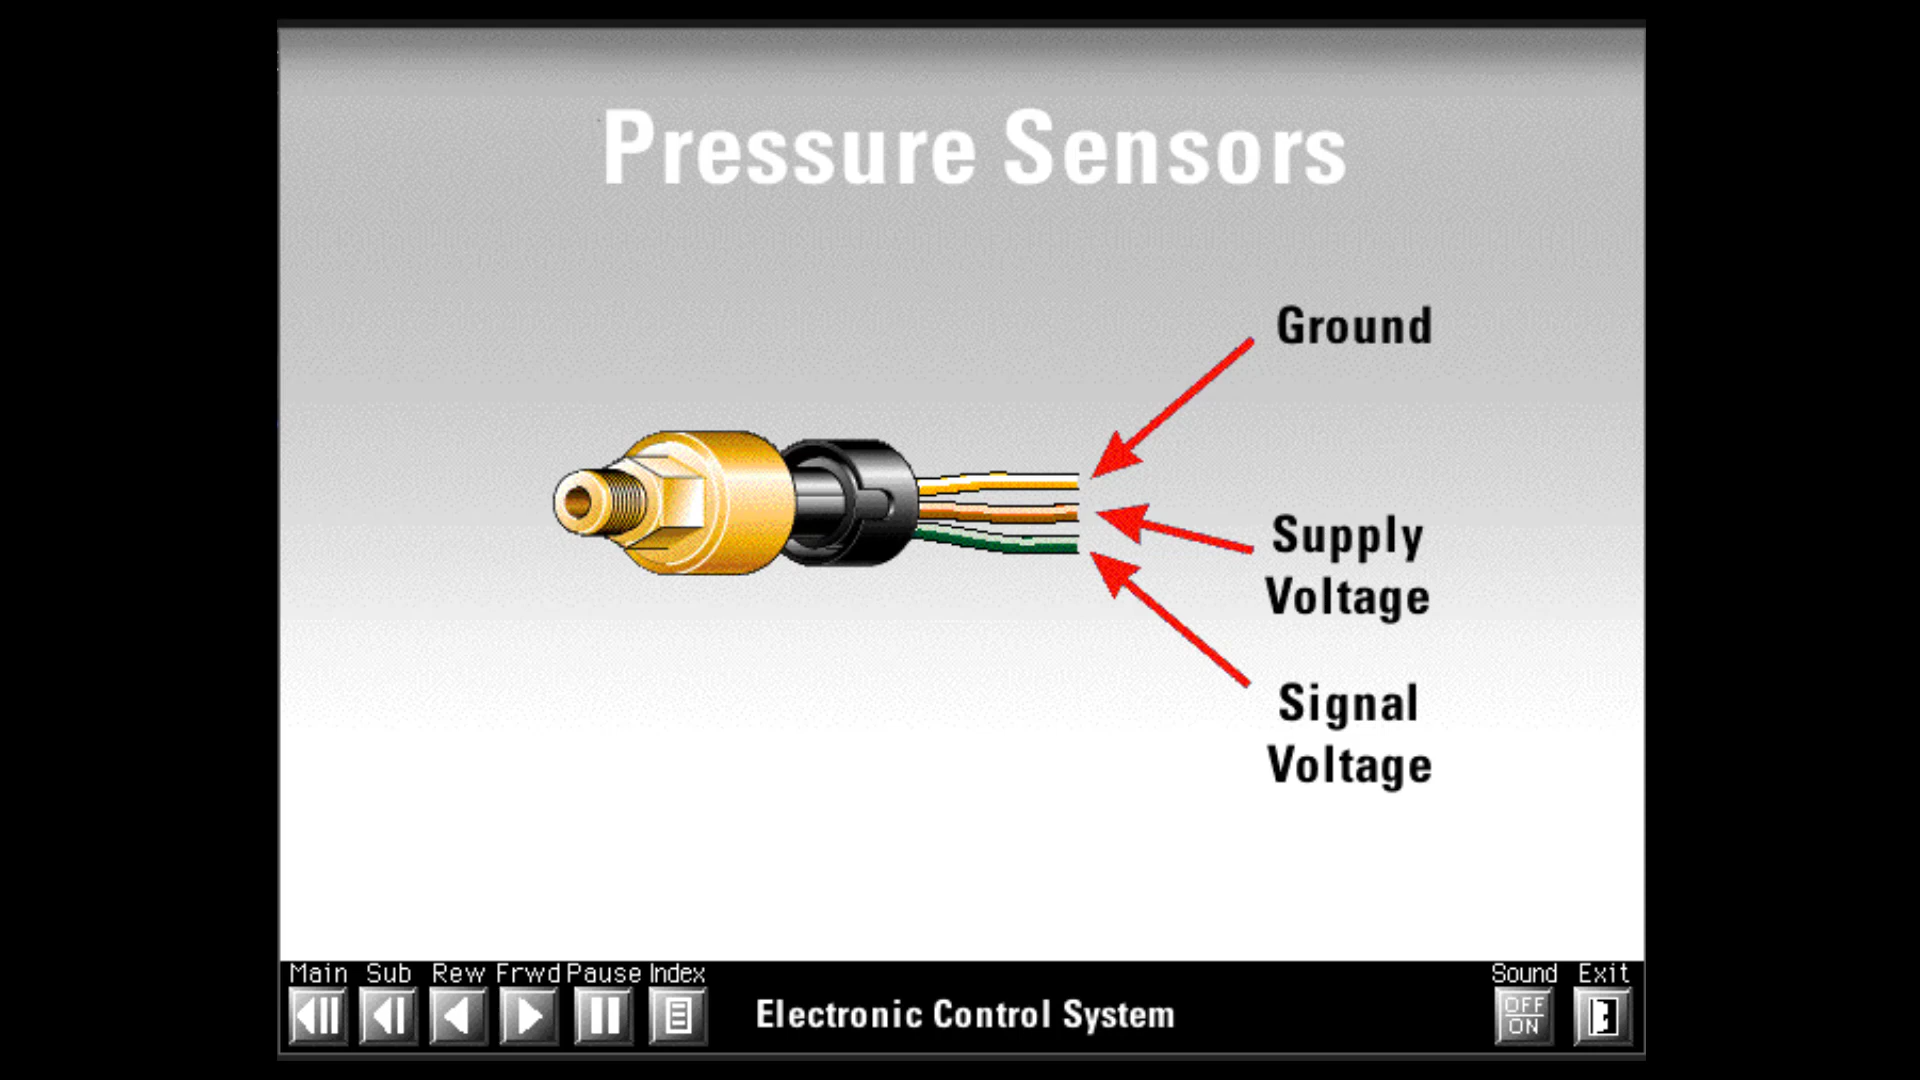 Pressure Sensors
Ground
Supply
Voltage
Signal
Voltage
Main Sub Rew Frwd Pause Index
Sound Exit
OFF
ON
Electronic Control System